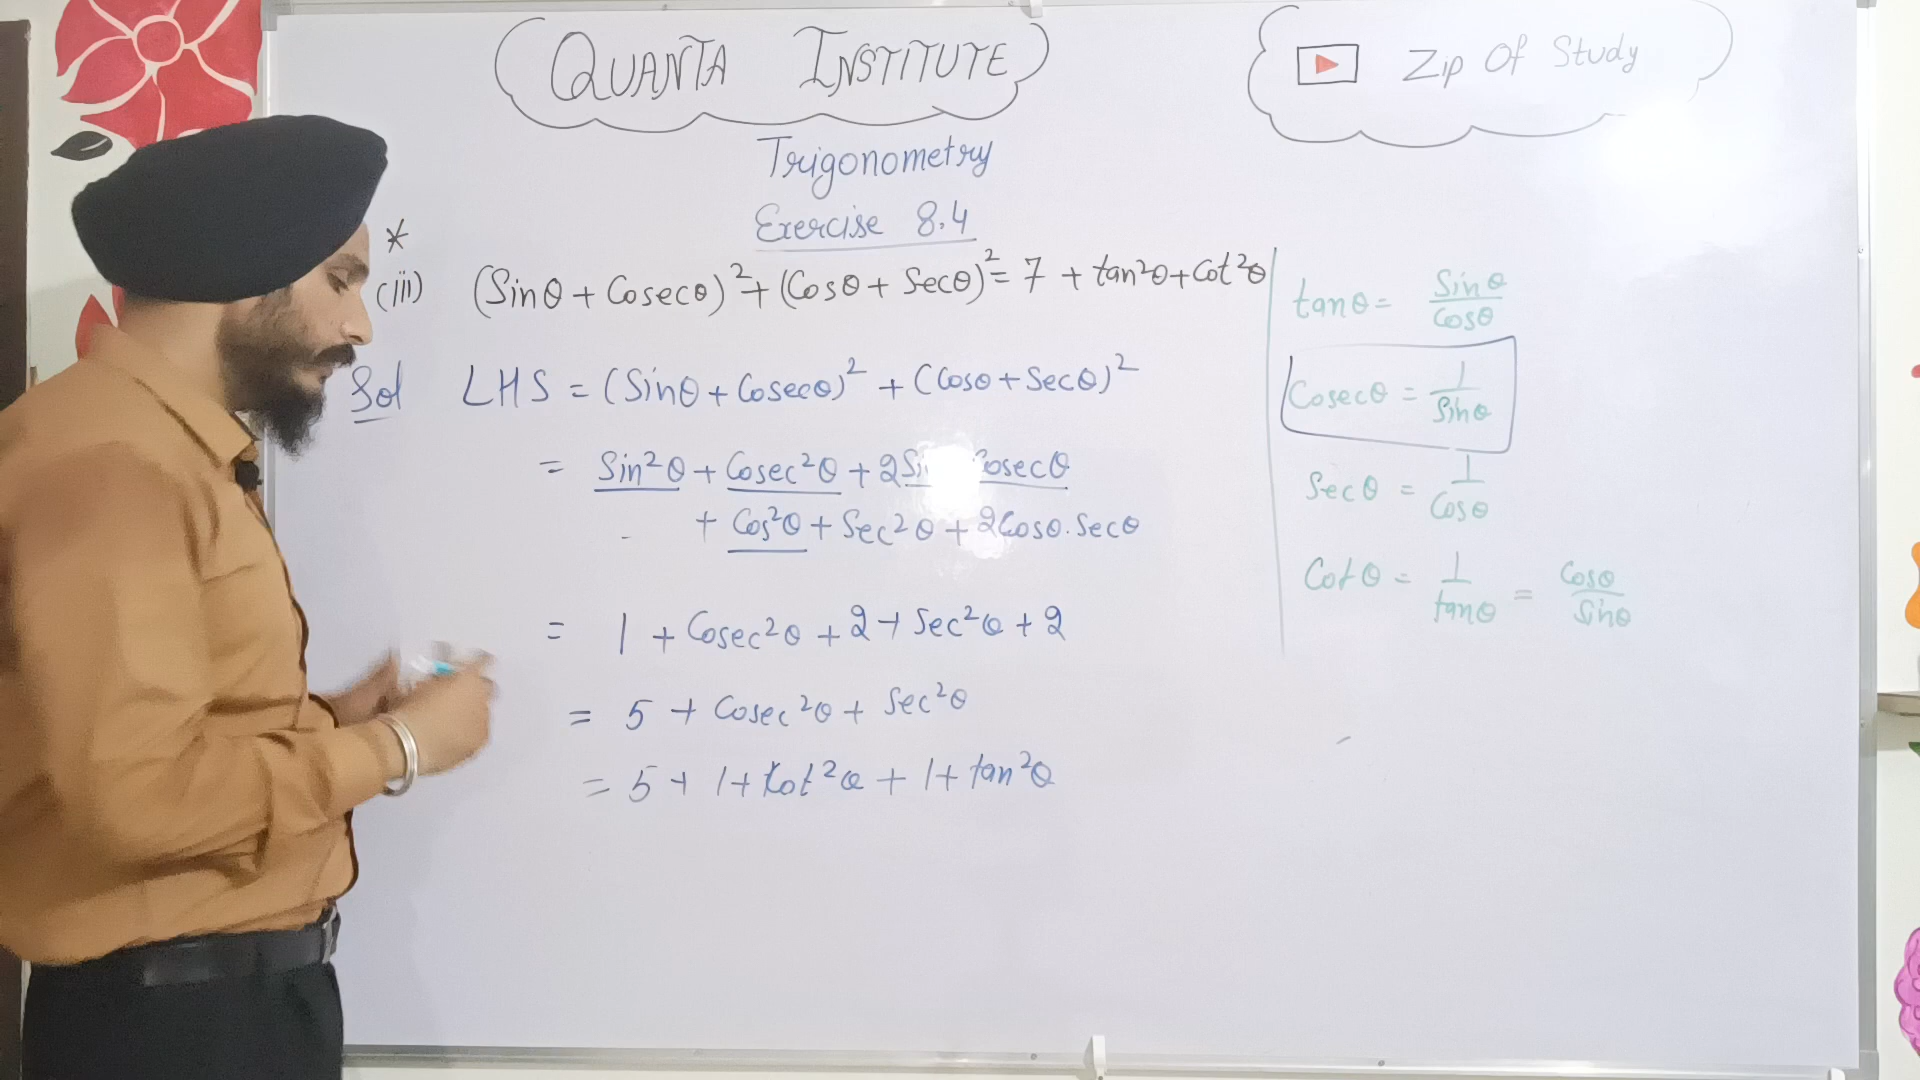 QUANTA INSTITUTE
Zip Of Study
Trigonometry
Exercise 8.4
*
(iii) (Sinθ + Cosecθ)² + (Cosθ + Secθ)² = 7 + tan²θ + Cot²θ
Sol LHS = (Sinθ + Cosecθ)² + (Cosθ + Secθ)²
= Sin²θ + Cosec²θ + 2 Cosecθ
+ Cos²θ + Sec²θ + 2Cosθ.Secθ
= 1 + Cosec²θ + 2 + Sec²θ + 2
= 5 + Cosec²θ + Sec²θ
= 5 + 1 + Cot²θ + 1 + tan²θ
tanθ = Sinθ/Cosθ
Cosecθ = 1/Sinθ
Secθ = 1/Cosθ
Cotθ = 1/tanθ = Cosθ/Sinθ